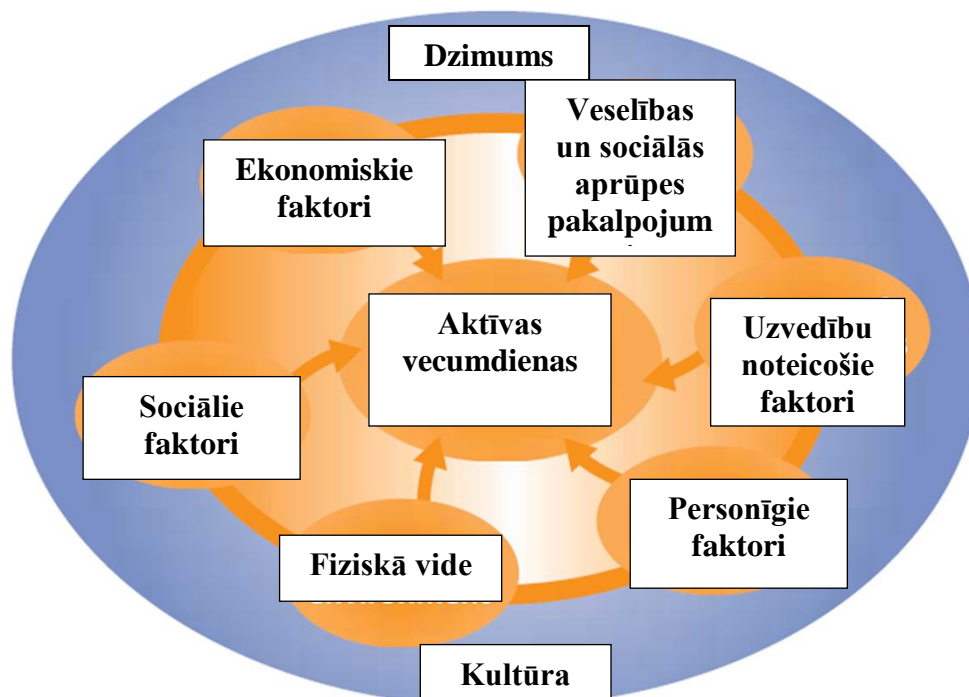 Dzimums
Veselības
un sociālās
aprūpes
pakalpojum
Ekonomiskie
faktori
Aktīvas
vecumdienas
Uzvedību
noteicošie
faktori
Sociālie
faktori
Personīgie
faktori
Fiziskā vide
Kultūra